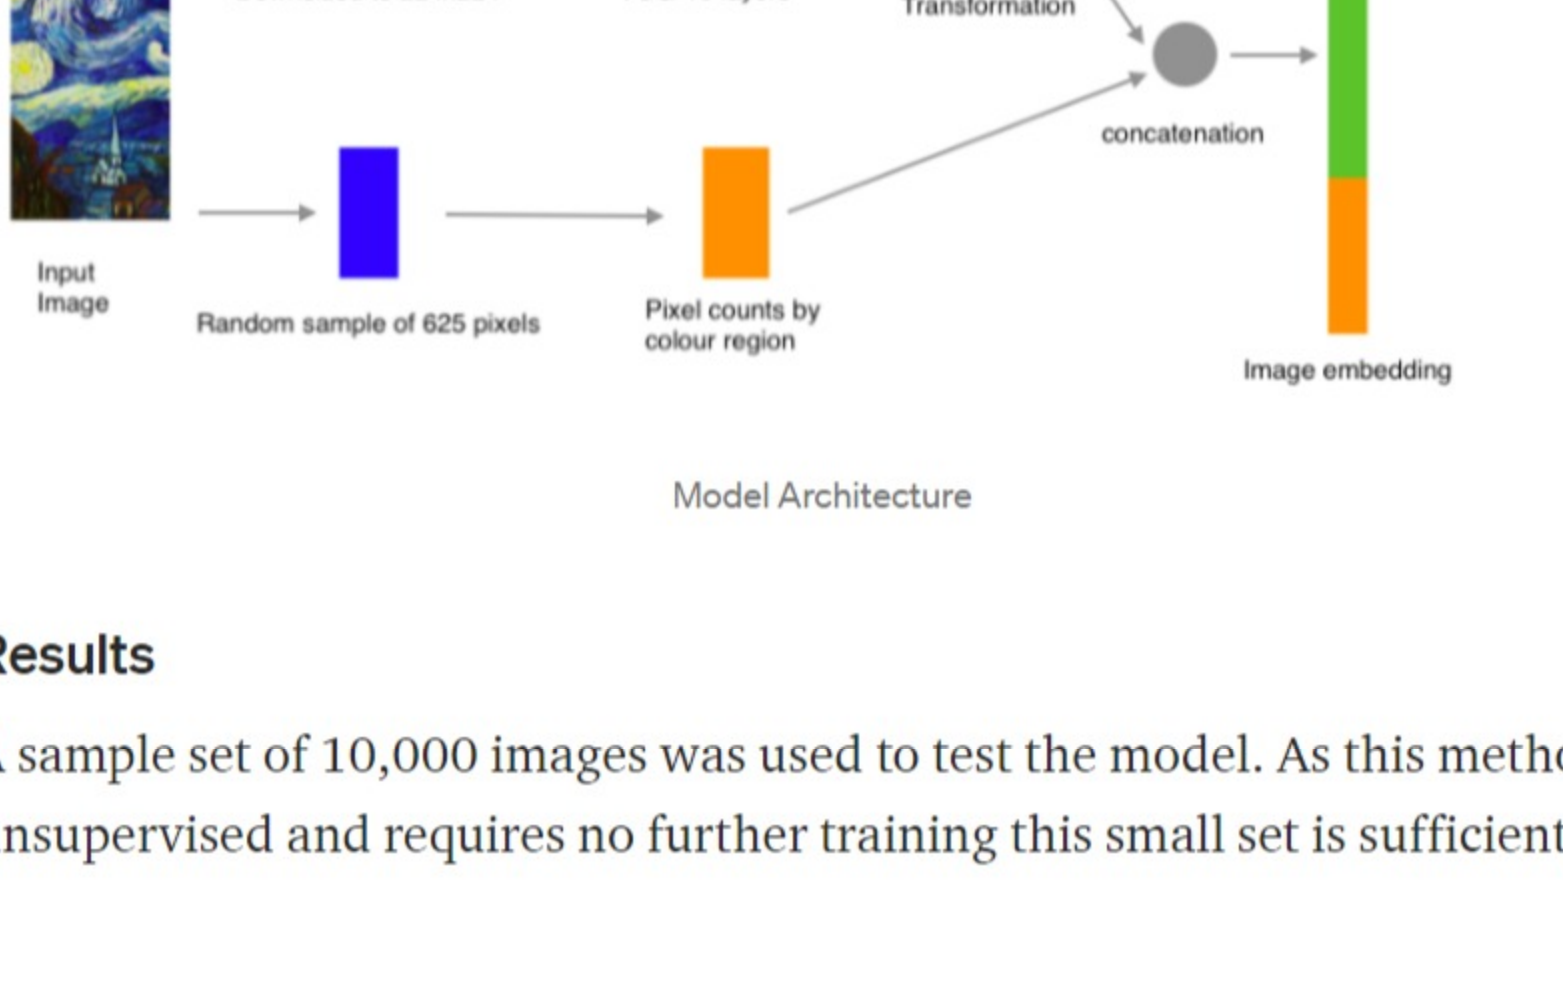 Transformation
concatenation
Input
Image
Random sample of 625 pixels
Pixel counts by
colour region
Image embedding
Model Architecture
Results
sample set of 10,000 images was used to test the model. As this
and requires no further training this small set is sufficient